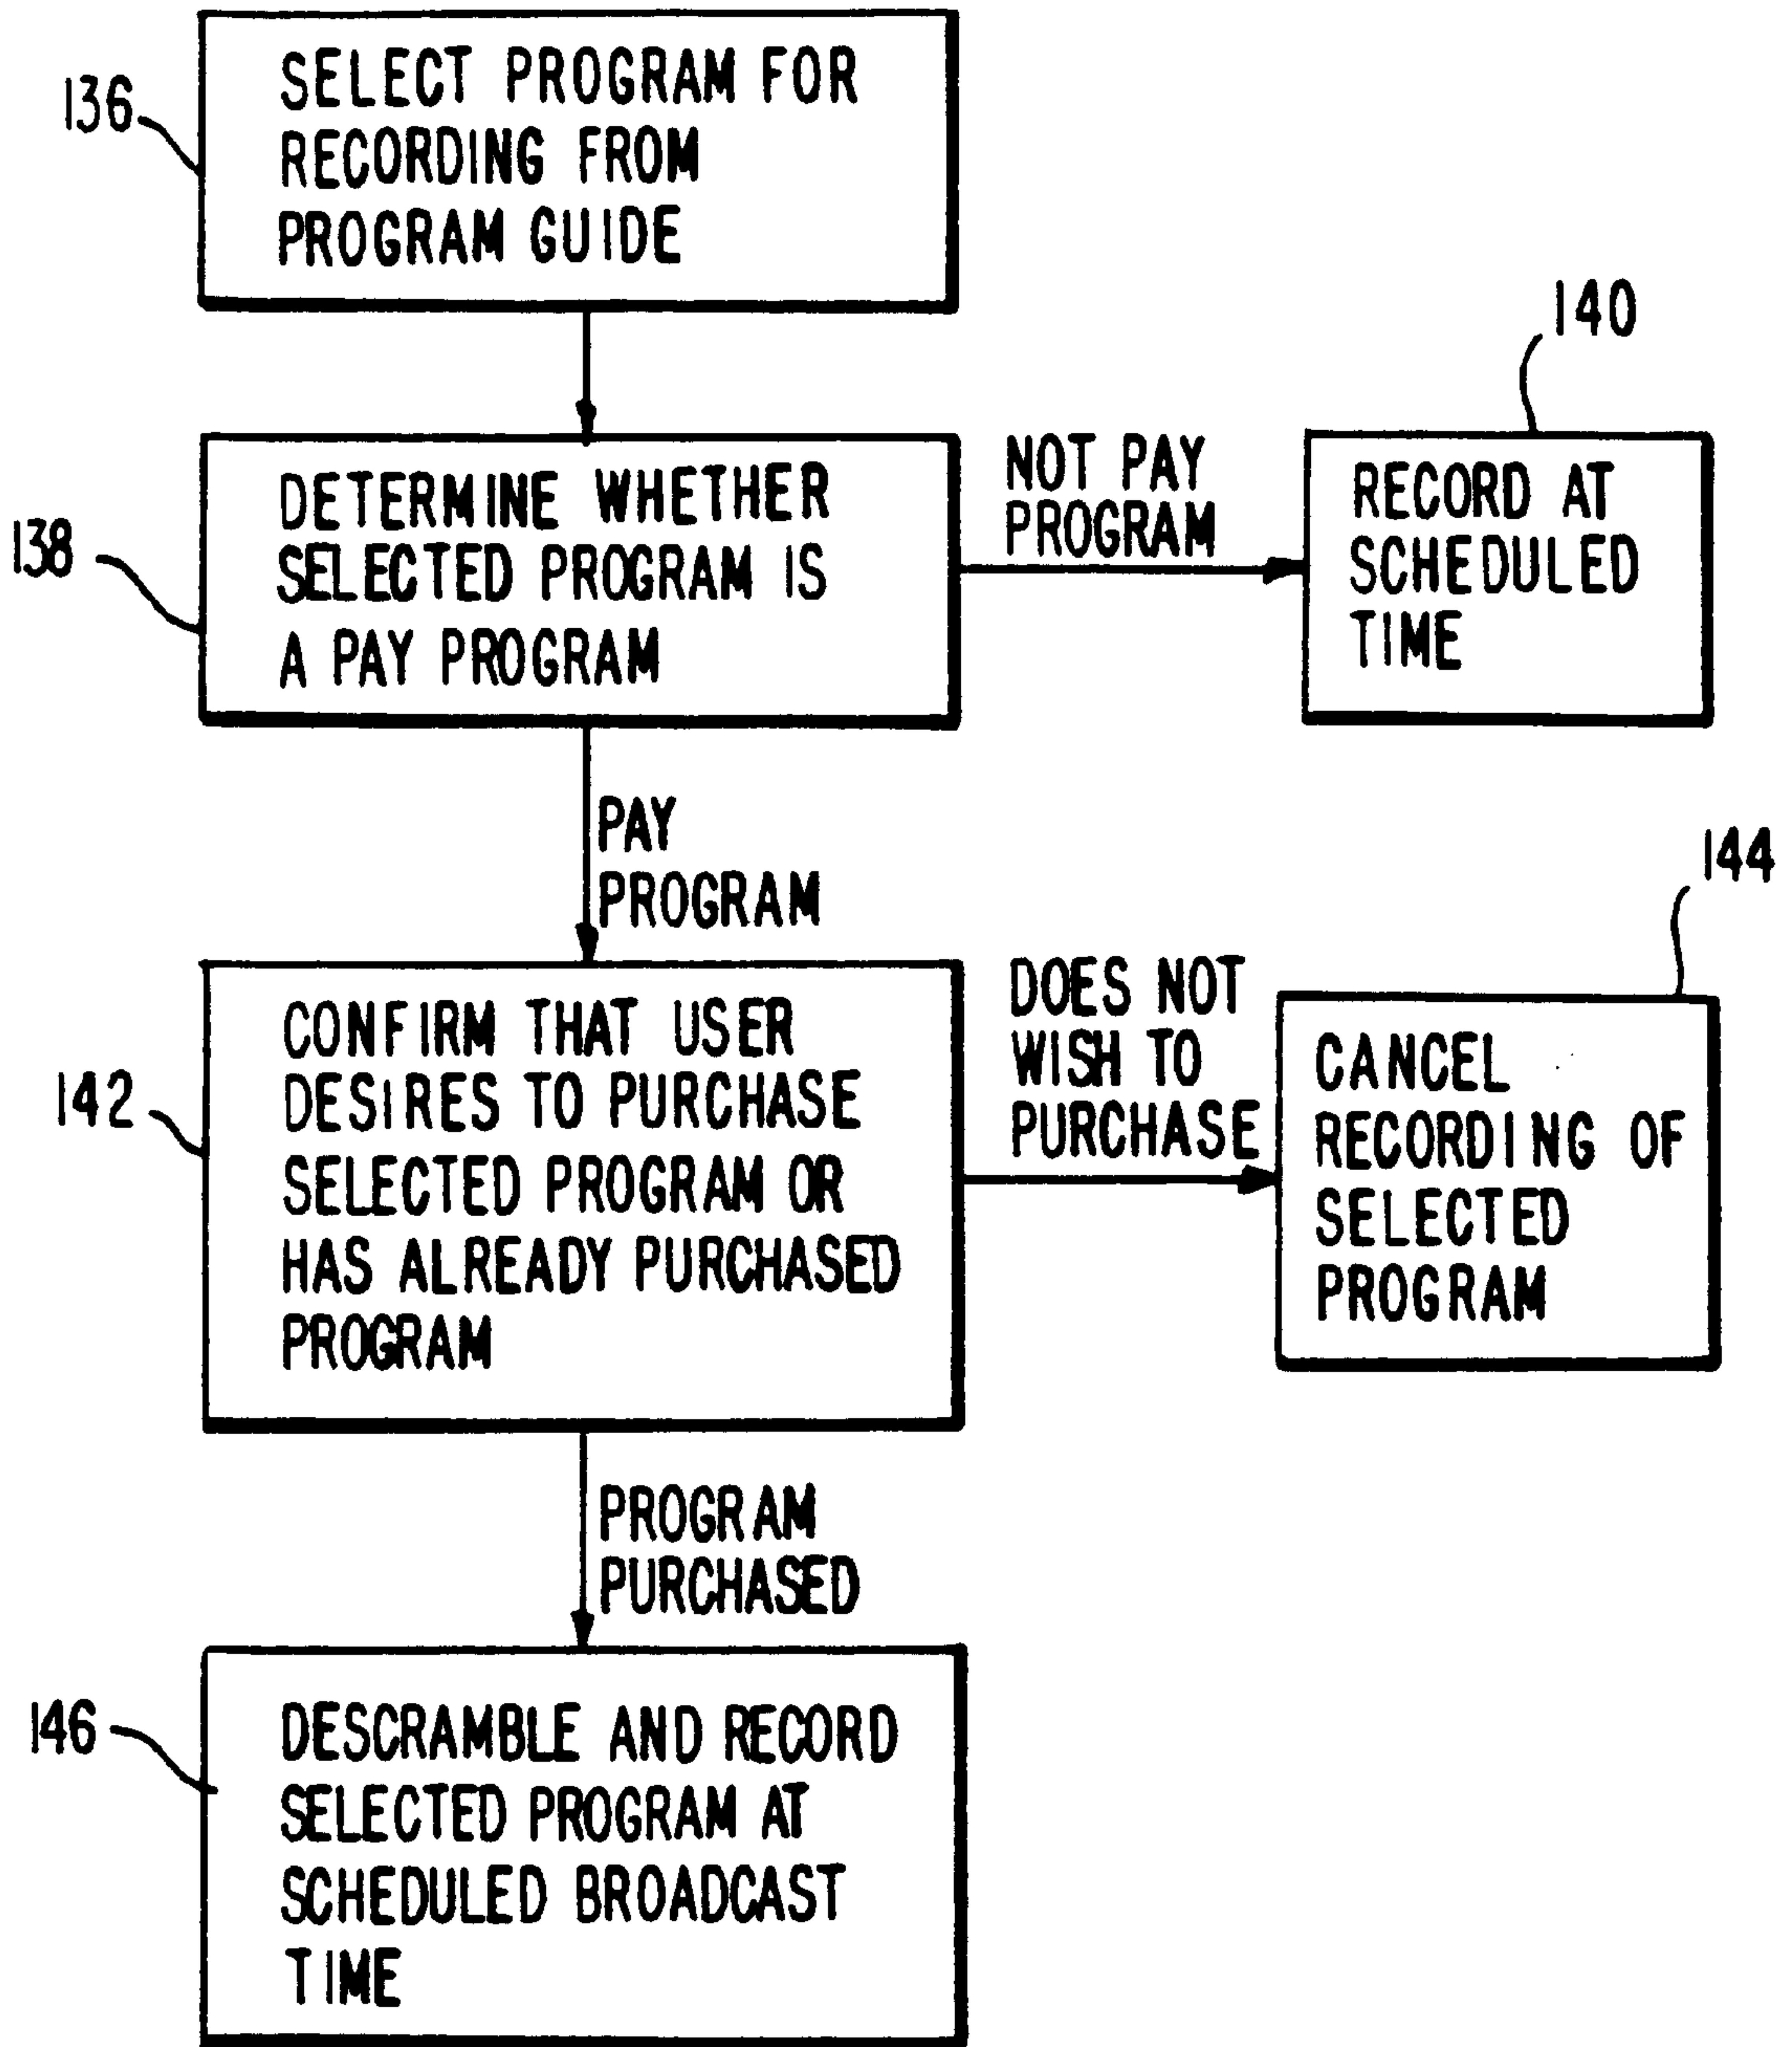 136
SELECT PROGRAM FOR
RECORDING FROM
PROGRAM GUIDE
138
DETERMINE WHETHER
SELECTED PROGRAM IS
A PAY PROGRAM
NOT PAY
PROGRAM
140
RECORD AT
SCHEDULED
TIME
PAY
PROGRAM
142
CONFIRM THAT USER
DESIRES TO PURCHASE
SELECTED PROGRAM OR
HAS ALREADY PURCHASED
PROGRAM
DOES NOT
WISH TO
PURCHASE
144
CANCEL
RECORDING OF
SELECTED
PROGRAM
PROGRAM
PURCHASED
146
DESCRAMBLE AND RECORD
SELECTED PROGRAM AT
SCHEDULED BROADCAST
TIME